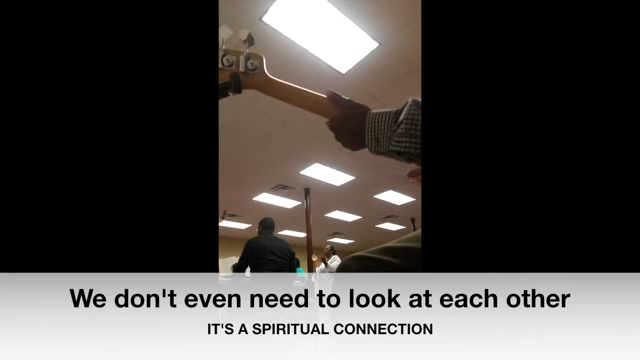 We don't even need to look at each other
IT'S A SPIRITUAL CONNECTION